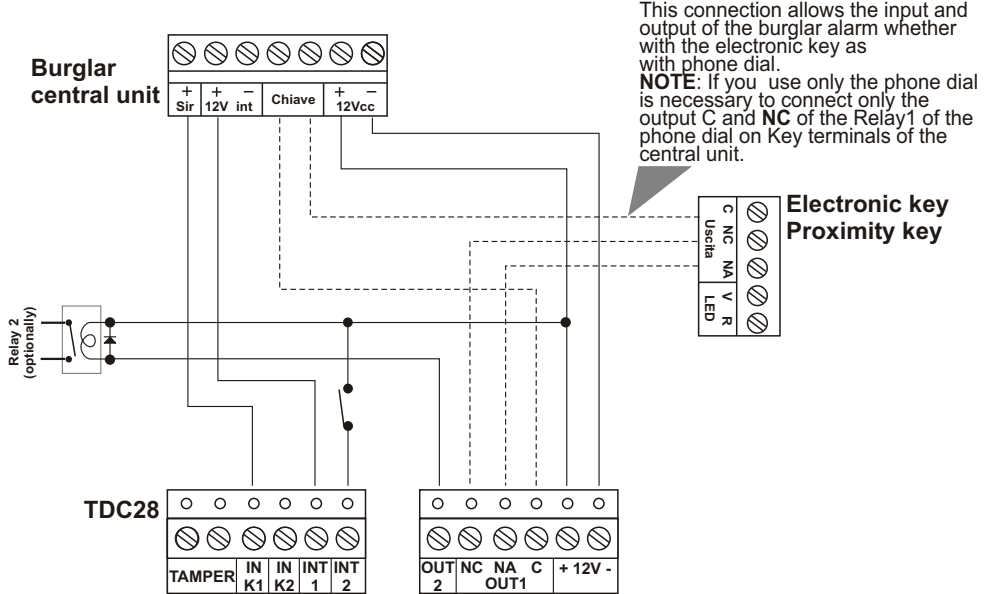 This connection allows the input and
output of the burglar alarm whether
with the electronic key as
with phone dial.
NOTE: If you use only the phone dial
is necessary to connect only the
output C and NC of the Relay1 of the
phone dial on Key terminals of the
central unit.
Burglar
central unit
+ + − + −
Sir 12V int Chiave 12Vcc
Electronic key
Proximity key
C NC NA V R
Uscita LED
Relay 2
(optionally)
TDC28
TAMPER IN IN INT INT
K1 K2 1 2
OUT NC NA C + 12V -
2 OUT1